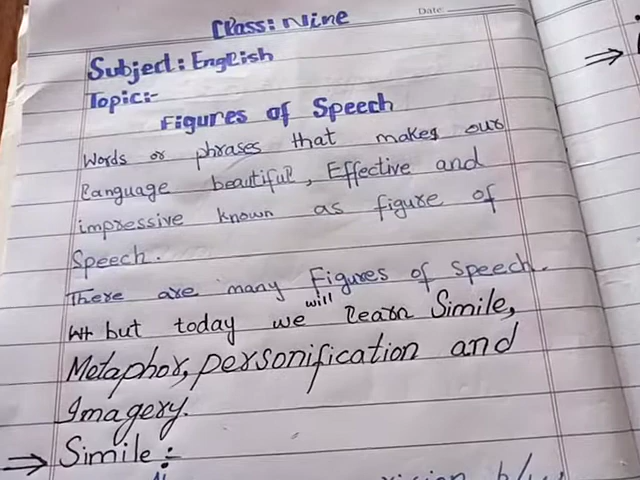 Class: Nine
Date:
Subject: English
Topic:-
Figures of Speech
Words or phrases that makes our
language beautiful, Effective and
impressive known as figure of
Speech.
There are many Figures of speech.
but today we will learn Simile,
Metaphor, personification and
Imagery.
⇒ Simile :-